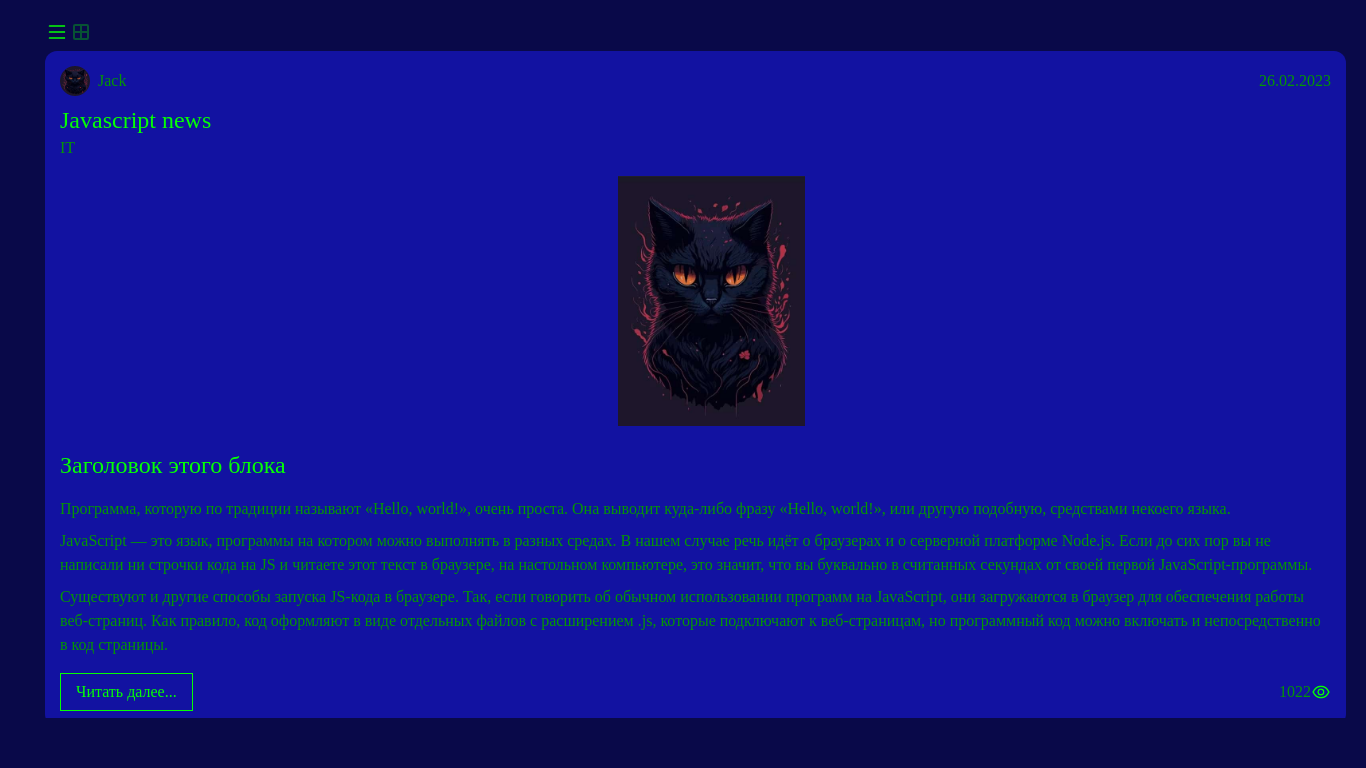 Jack
26.02.2023
Javascript news
IT
Заголовок этого блока
Программа, которую по традиции называют «Hello, world!», очень проста. Она выводит куда-либо фразу «Hello, world!», или другую подобную, средствами некоего языка.
JavaScript — это язык, программы на котором можно выполнять в разных средах. В нашем случае речь идёт о браузерах и о серверной платформе Node.js. Если до сих пор вы не
написали ни строчки кода на JS и читаете этот текст в браузере, на настольном компьютере, это значит, что вы буквально в считанных секундах от своей первой JavaScript-программы.
Существуют и другие способы запуска JS-кода в браузере. Так, если говорить об обычном использовании программ на JavaScript, они загружаются в браузер для обеспечения работы
веб-страниц. Как правило, код оформляют в виде отдельных файлов с расширением .js, которые подключают к веб-страницам, но программный код можно включать и непосредственно
в код страницы.
Читать далее...
1022